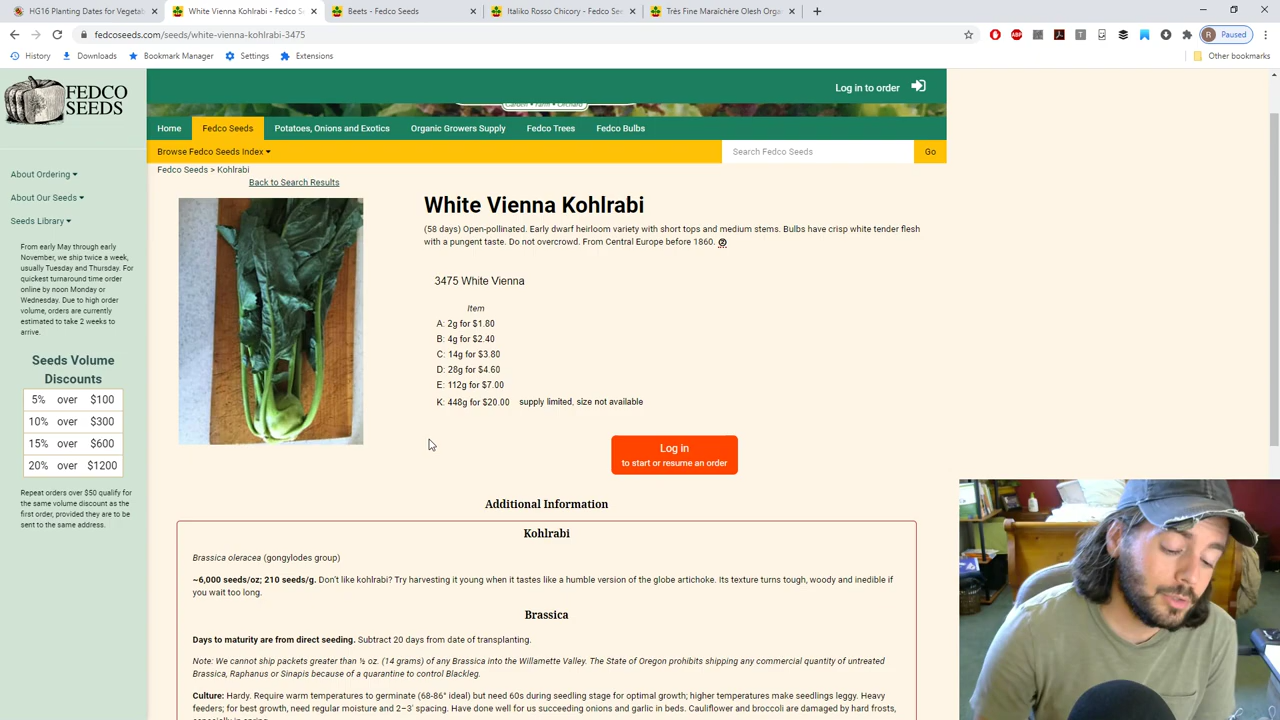 HG16 Planting Dates for Vegetab
White Vienna Kohlrabi - Fedco S
Beets - Fedco Seeds
Italiko Rosso Chicory - Fedco See
Très Fine Maraîchère Olesh Orga
fedcoseeds.com/seeds/white-vienna-kohlrabi-3475
R Paused
History Downloads Bookmark Manager Settings Extensions Other bookmarks
FEDCO
SEEDS
Log in to order
Garden • Farm • Orchard
Home Fedco Seeds Potatoes, Onions and Exotics Organic Growers Supply Fedco Trees Fedco Bulbs
Browse Fedco Seeds Index Search Fedco Seeds Go
Fedco Seeds > Kohlrabi
Back to Search Results
About Ordering
About Our Seeds
Seeds Library
From early May through early
November, we ship twice a week,
usually Tuesday and Thursday. For
quickest turnaround time order
online by noon Monday or
Wednesday. Due to high order
volume, orders are currently
estimated to take 2 weeks to
arrive.
Seeds Volume
Discounts
5% over $100
10% over $300
15% over $600
20% over $1200
Repeat orders over $50 qualify for
the same volume discount as the
first order, provided they are to be
sent to the same address.
White Vienna Kohlrabi
(58 days) Open-pollinated. Early dwarf heirloom variety with short tops and medium stems. Bulbs have crisp white tender flesh
with a pungent taste. Do not overcrowd. From Central Europe before 1860. ②
3475 White Vienna
Item
A: 2g for $1.80
B: 4g for $2.40
C: 14g for $3.80
D: 28g for $4.60
E: 112g for $7.00
K: 448g for $20.00 supply limited, size not available
Log in
to start or resume an order
Additional Information
Kohlrabi
Brassica oleracea (gongylodes group)
~6,000 seeds/oz; 210 seeds/g. Don't like kohlrabi? Try harvesting it young when it tastes like a humble version of the globe artichoke. Its texture turns tough, woody and inedible if
you wait too long.
Brassica
Days to maturity are from direct seeding. Subtract 20 days from date of transplanting.
Note: We cannot ship packets greater than ½ oz. (14 grams) of any Brassica into the Willamette Valley. The State of Oregon prohibits shipping any commercial quantity of untreated
Brassica, Raphanus or Sinapis because of a quarantine to control Blackleg.
Culture: Hardy. Require warm temperatures to germinate (68-86° ideal) but need 60s during seedling stage for optimal growth; higher temperatures make seedlings leggy. Heavy
feeders; for best growth, need regular moisture and 2–3' spacing. Have done well for us succeeding onions and garlic in beds. Cauliflower and broccoli are damaged by hard frosts,
especially in spring.